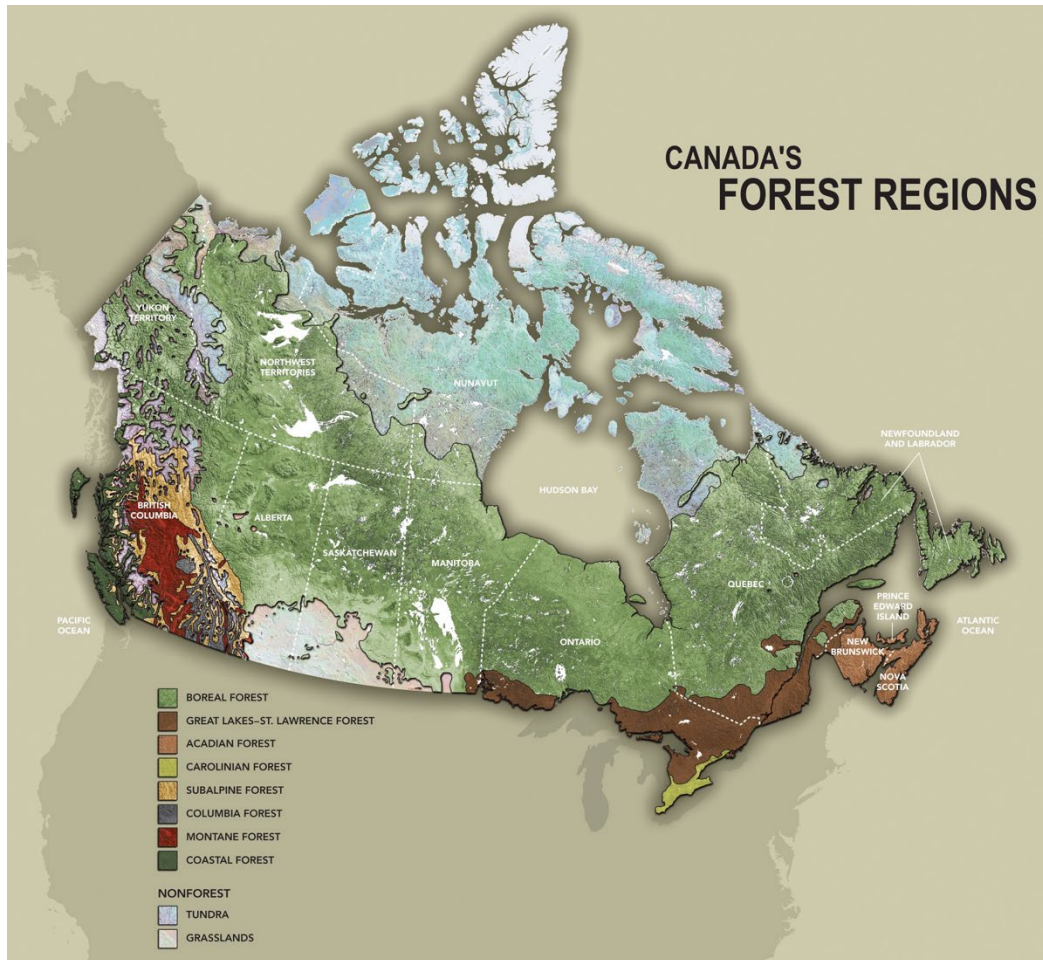 CANADA'S
FOREST REGIONS
YUKON
TERRITORY
NORTHWEST
TERRITORIES
NUNAVUT
NEWFOUNDLAND
AND LABRADOR
HUDSON BAY
BRITISH
COLUMBIA
ALBERTA
SASKATCHEWAN
MANITOBA
QUEBEC
PRINCE
EDWARD
ISLAND
PACIFIC
OCEAN
ATLANTIC
OCEAN
ONTARIO
NEW
BRUNSWICK
NOVA
SCOTIA
BOREAL FOREST
GREAT LAKES–ST. LAWRENCE FOREST
ACADIAN FOREST
CAROLINIAN FOREST
SUBALPINE FOREST
COLUMBIA FOREST
MONTANE FOREST
COASTAL FOREST
NONFOREST
TUNDRA
GRASSLANDS